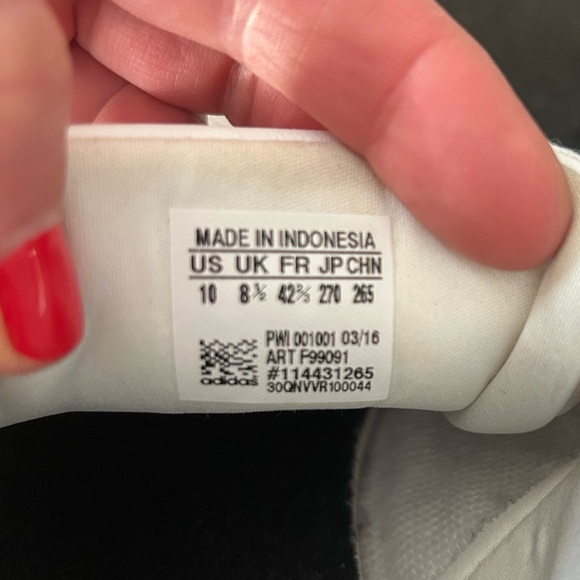 MADE IN INDONESIA
US UK FR JP CHN
10 8½ 42⅔ 270 265
PWI 001001 03/16
ART F99091
#114431265
adidas 30QNVVR100044